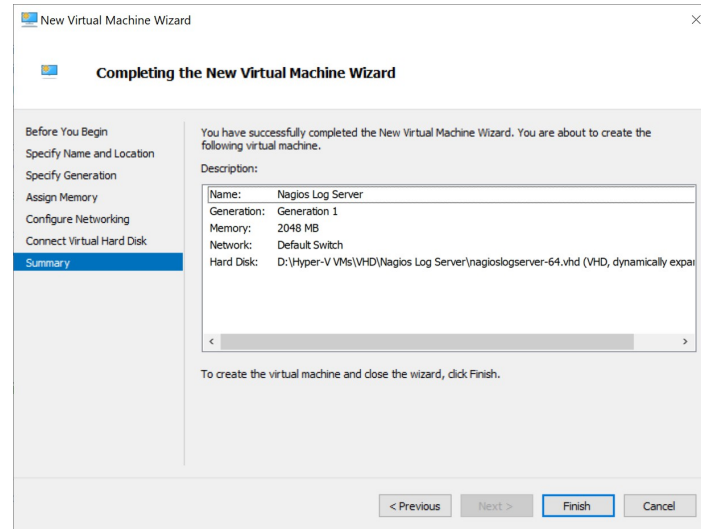 New Virtual Machine Wizard
Completing the New Virtual Machine Wizard
Before You Begin
Specify Name and Location
Specify Generation
Assign Memory
Configure Networking
Connect Virtual Hard Disk
Summary
You have successfully completed the New Virtual Machine Wizard. You are about to create the
following virtual machine.
Description:
Name: Nagios Log Server
Generation: Generation 1
Memory: 2048 MB
Network: Default Switch
Hard Disk: D:\Hyper-V VMs\VHD\Nagios Log Server\nagioslogserver-64.vhd (VHD, dynamically expan
To create the virtual machine and close the wizard, click Finish.
< Previous
Next >
Finish
Cancel